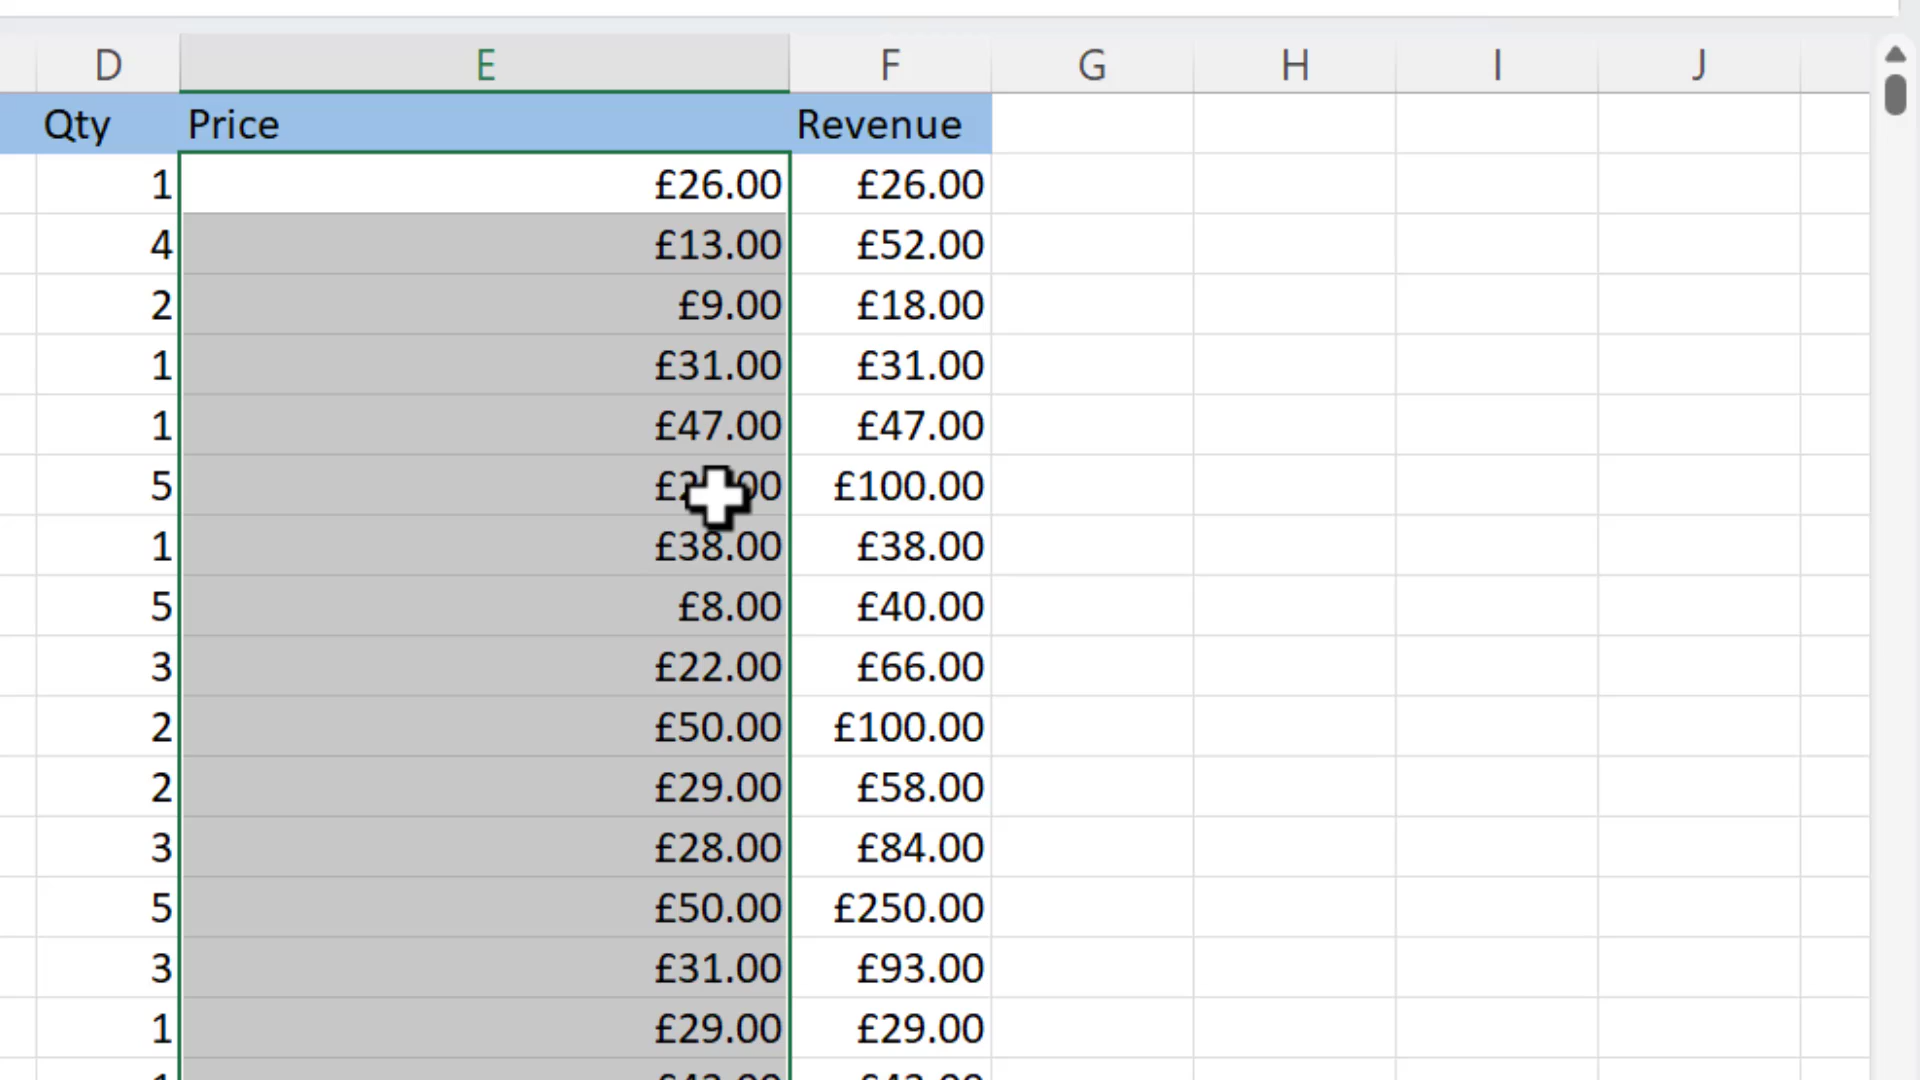 D E F G H I J
Qty Price Revenue
1 £26.00 £26.00
4 £13.00 £52.00
2 £9.00 £18.00
1 £31.00 £31.00
1 £47.00 £47.00
5 £100.00
1 £38.00 £38.00
5 £8.00 £40.00
3 £22.00 £66.00
2 £50.00 £100.00
2 £29.00 £58.00
3 £28.00 £84.00
5 £50.00 £250.00
3 £31.00 £93.00
1 £29.00 £29.00